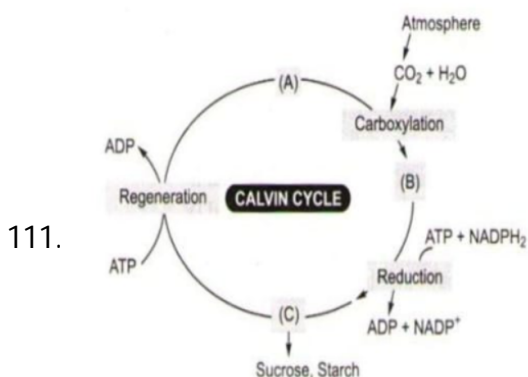 Atmosphere
CO₂ + H₂O
(A)
Carboxylation
ADP
(B)
Regeneration
CALVIN CYCLE
111.
ATP + NADPH₂
ATP
Reduction
(C)
ADP + NADP⁺
Sucrose, Starch